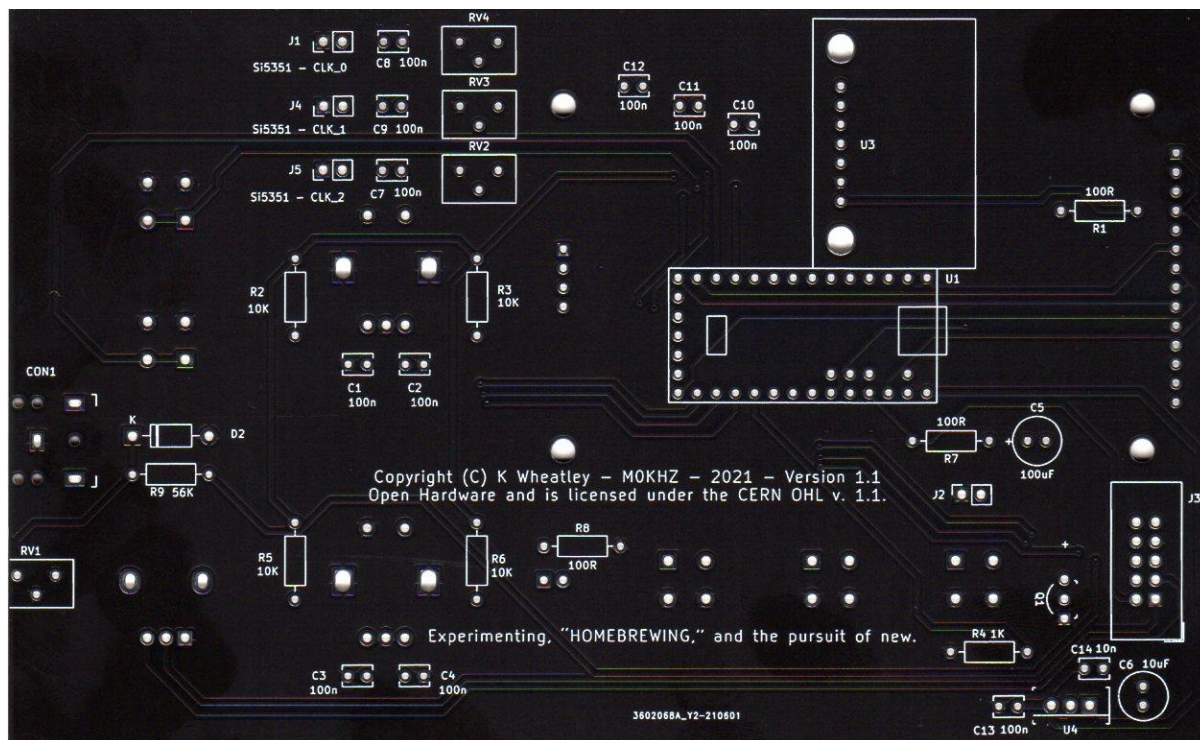 RV4
J1
C8 100n
Si5351 - CLK_0
C12
100n
RV3
J4
C11
100n
C9 100n
Si5351 - CLK_1
C10
100n
U3
RV2
J5
C7 100n
Si5351 - CLK_2
100R
R1
U1
R2
10K
R3
10K
CON1
C1
100n
C2
100n
K
D2
R9 56K
100R
R7
C5
+
100uF
Copyright (C) K Wheatley - M0KHZ - 2021 - Version 1.1
Open Hardware and is licensed under the CERN OHL v. 1.1.
J2
J3
RV1
R5
10K
R6
10K
R8
100R
+
Q1
Experimenting, "HOMEBREWING," and the pursuit of new.
R4 1K
C14 10n
C6 10uF
C3
100n
C4
100n
3602068A_Y2-210601
C13 100n
U4